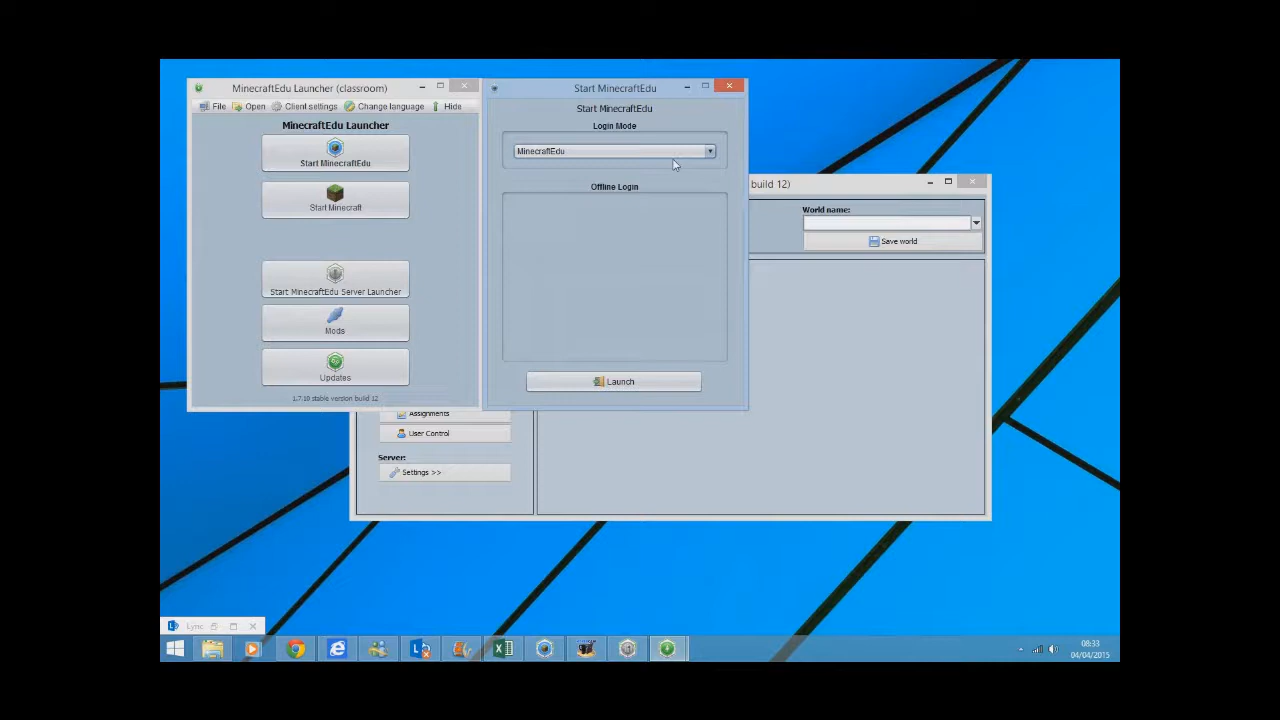 MinecraftEdu Launcher (classroom)
File Open Client settings Change language Hide
MinecraftEdu Launcher
Start MinecraftEdu
Start Minecraft
Start MinecraftEdu Server Launcher
Mods
Updates
1.7.10 stable version build 12
Start MinecraftEdu
Start MinecraftEdu
Login Mode
MinecraftEdu
Offline Login
Launch
build 12)
World name:
Save world
Assignments
User Control
Server:
Settings >>
Lync
08:33
04/04/2015